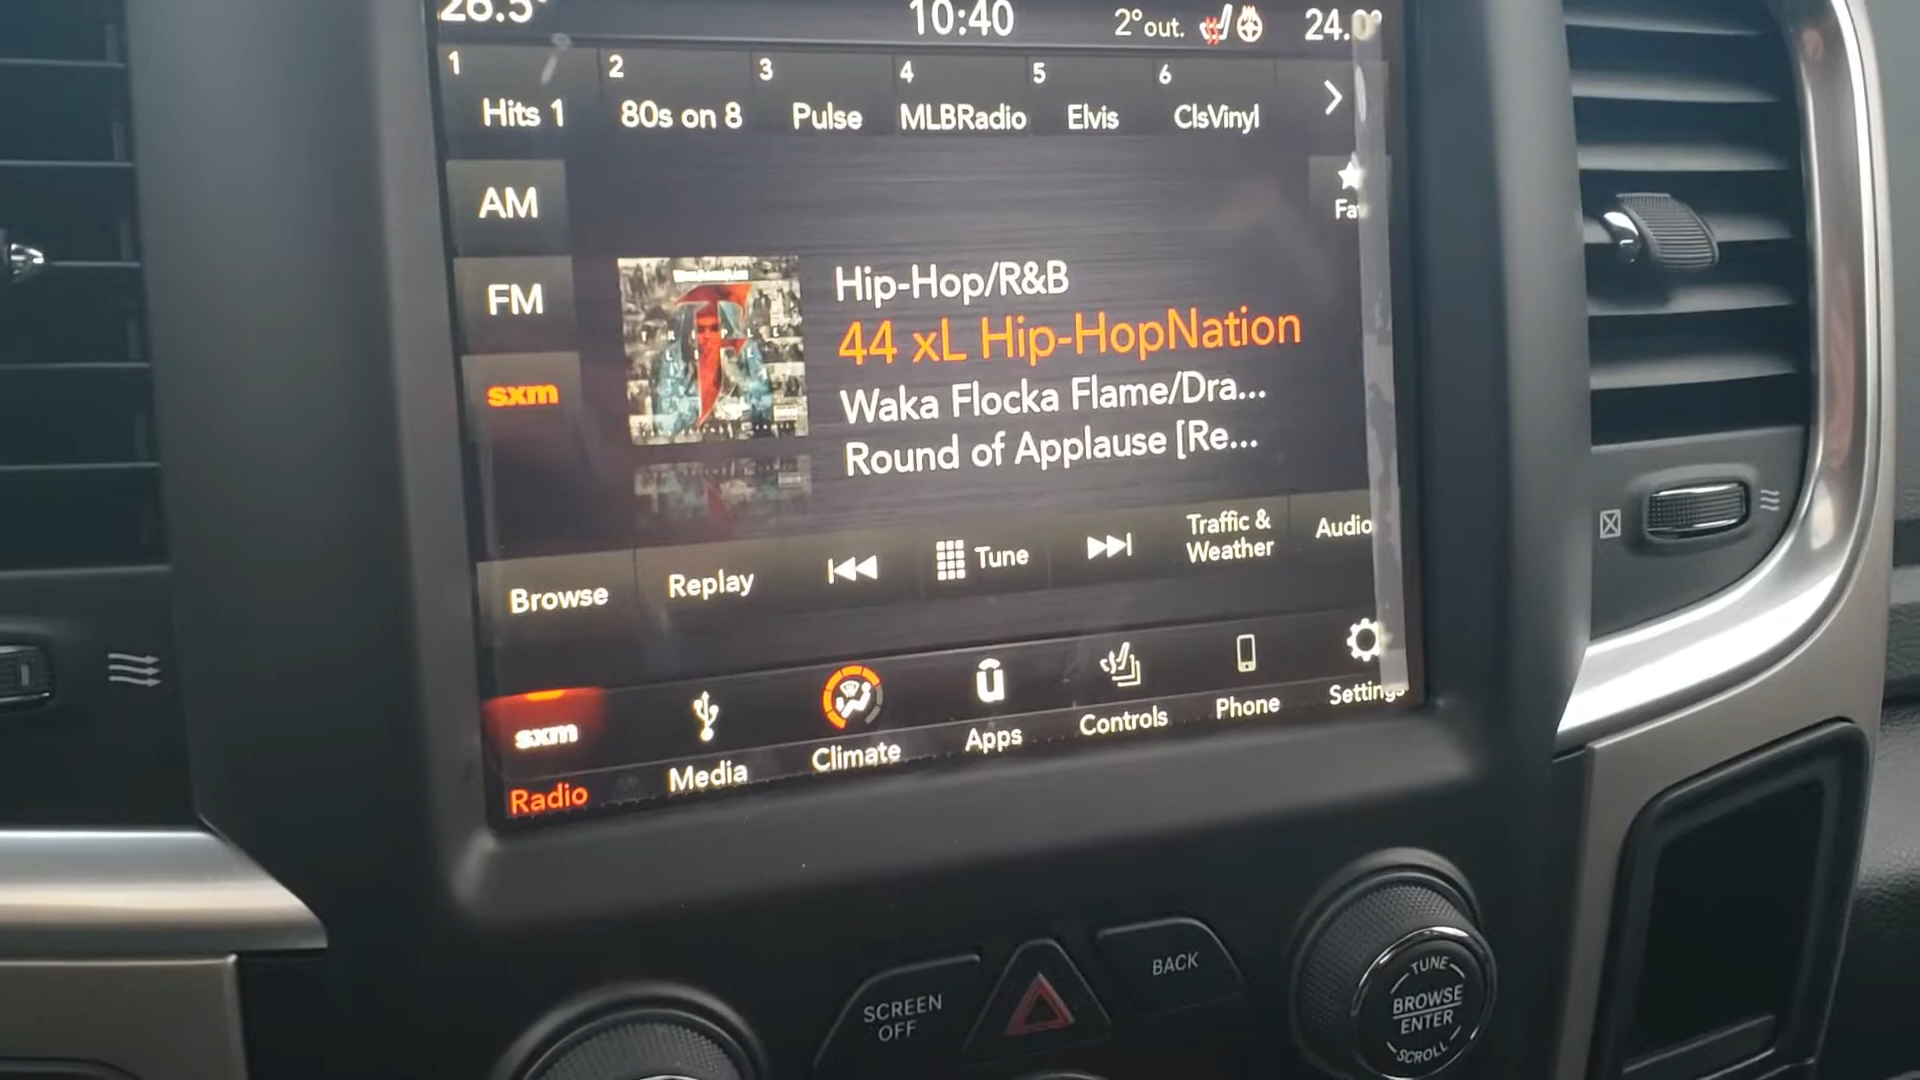 26.5° 10:40 2°out. 24.0°
1 2 3 4 5 6
Hits 1 80s on 8 Pulse MLBRadio Elvis ClsVinyl
AM
Fav
FM
Hip-Hop/R&B
44 xL Hip-HopNation
sxm
Waka Flocka Flame/Dra...
Round of Applause [Re...
Browse Replay Tune Traffic &
Weather
Audio
sxm
Radio Media Climate Apps Controls Phone Settings
SCREEN
OFF
BACK
TUNE
BROWSE
ENTER
SCROLL